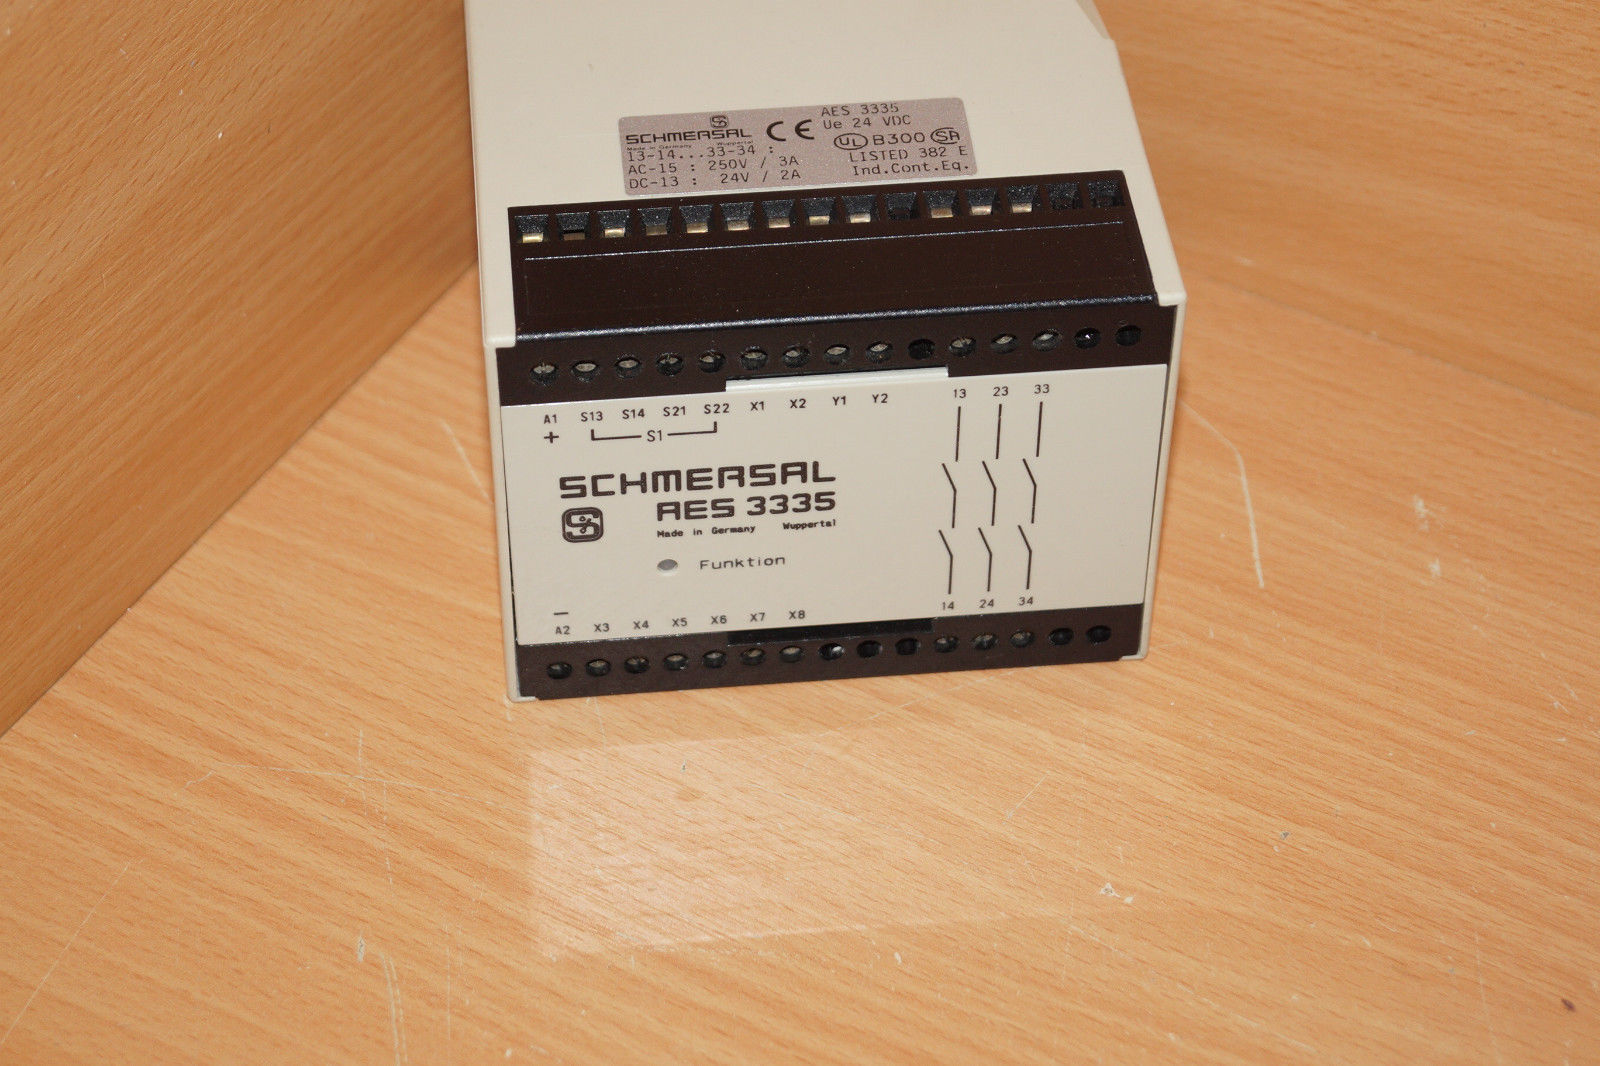 SCHMERSAL CE AES 3335
Made in Germany Wuppertal Ue 24 VDC
13-14...33-34 : UL B300 SA
AC-15 : 250V / 3A LISTED 382 E
DC-13 : 24V / 2A Ind.Cont.Eq.
A1 S13 S14 S21 S22 X1 X2 Y1 Y2 13 23 33
+ S1
SCHMERSAL
AES 3335
Made in Germany Wuppertal
Funktion
−
A2 X3 X4 X5 X6 X7 X8 14 24 34